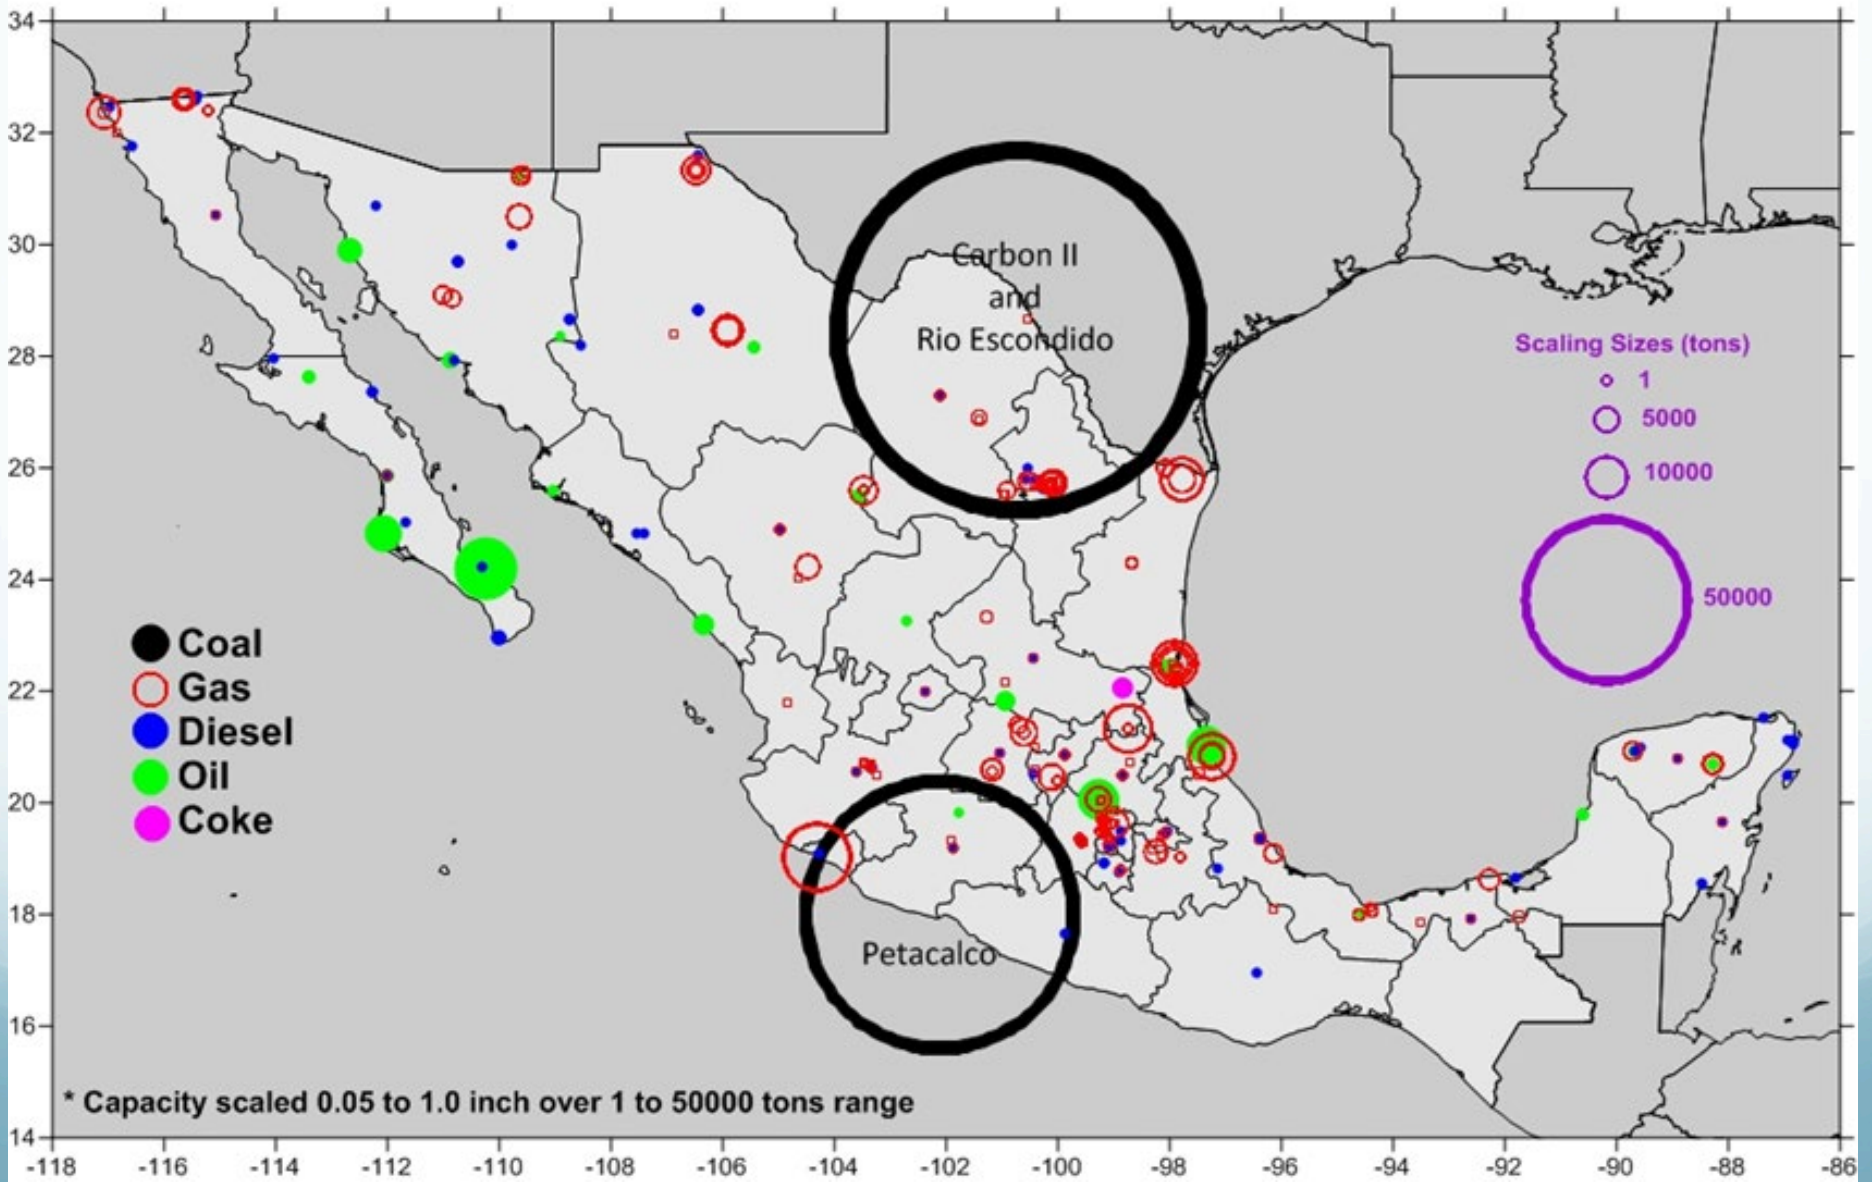 34
32
30
28
26
24
22
20
18
16
14
Carbon II
and
Rio Escondido
Scaling Sizes (tons)
1
5000
10000
50000
Coal
Gas
Diesel
Oil
Coke
Petacalco
* Capacity scaled 0.05 to 1.0 inch over 1 to 50000 tons range
-118 -116 -114 -112 -110 -108 -106 -104 -102 -100 -98 -96 -94 -92 -90 -88 -86